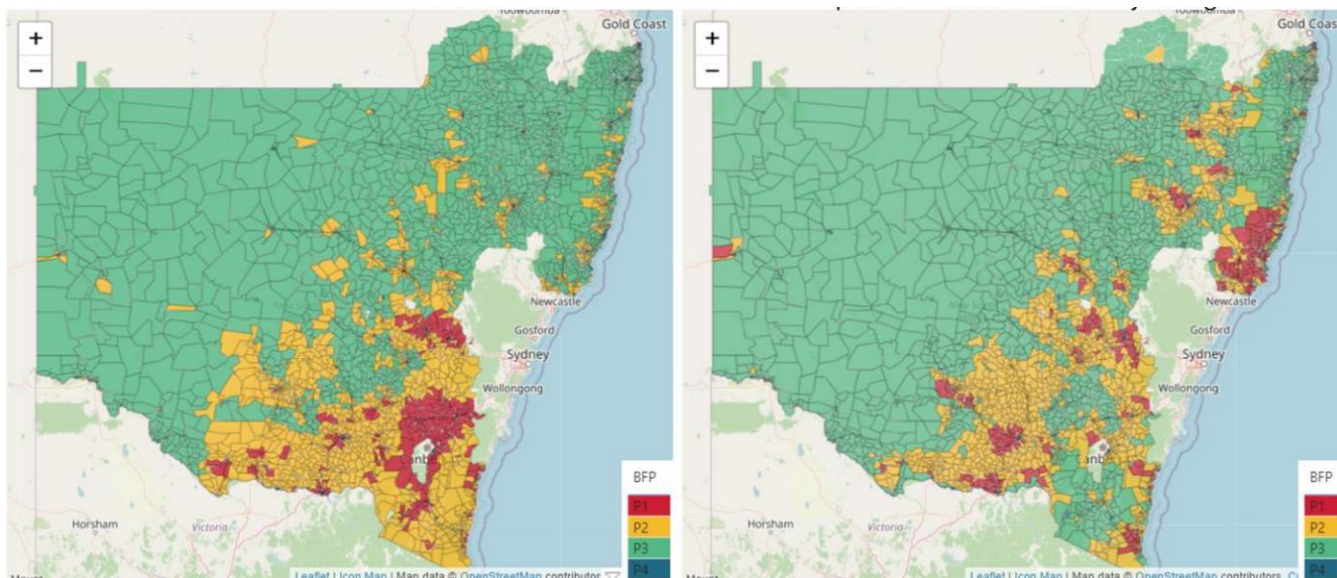 Gold Coast
+
−
Newcastle
Gosford
Sydney
Wollongong
Horsham
Victoria
BFP
P1
P2
P3
P4
Leaflet | Icon Map | Map data © OpenStreetMap contributor
Gold Coast
+
−
Newcastle
Gosford
Sydney
Wollongong
Horsham
Victoria
BFP
P1
P2
P3
P4
Leaflet | Icon Map | Map data © OpenStreetMap contributors,